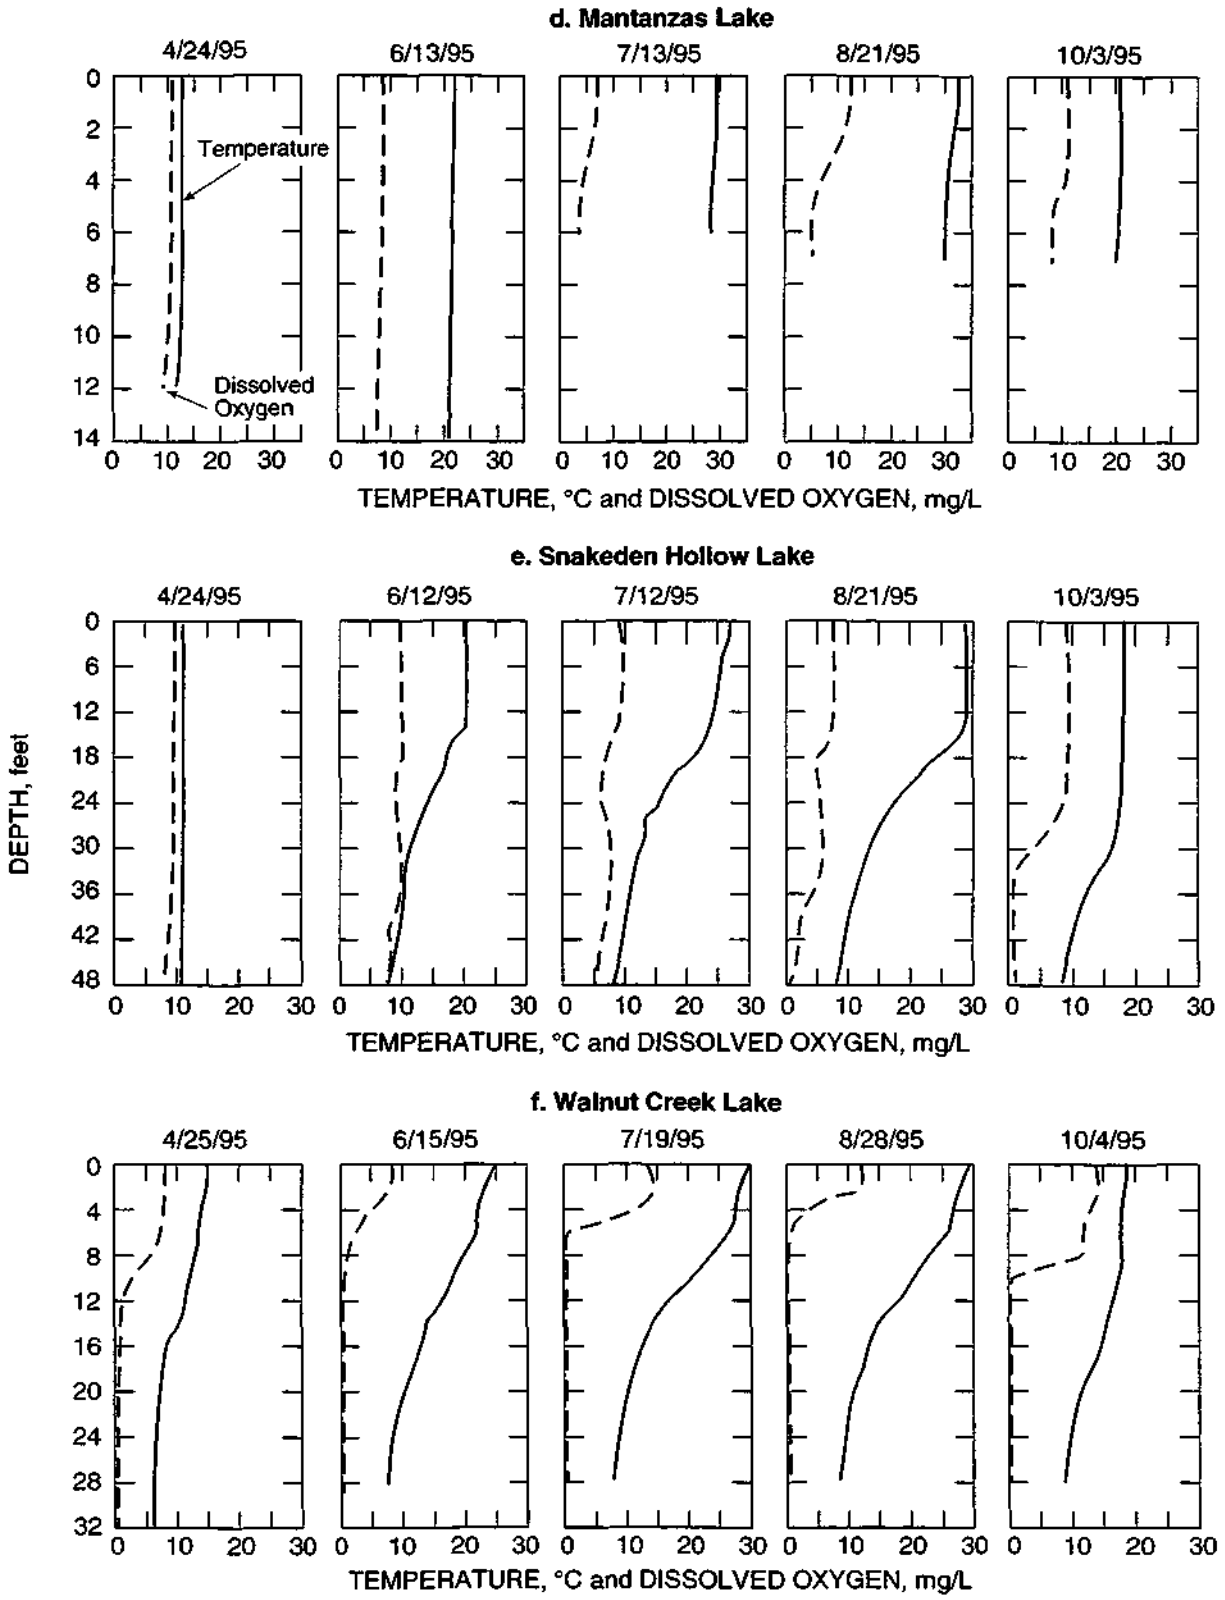 d. Mantanzas Lake
4/24/95 6/13/95 7/13/95 8/21/95 10/3/95
0
2
Temperature
4
6
8
10
12
Dissolved
Oxygen
14
0 10 20 30 0 10 20 30 0 10 20 30 0 10 20 30 0 10 20 30
TEMPERATURE, °C and DISSOLVED OXYGEN, mg/L
e. Snakeden Hollow Lake
4/24/95 6/12/95 7/12/95 8/21/95 10/3/95
0
6
12
18
24
30
36
42
48
DEPTH, feet
0 10 20 30 0 10 20 30 0 10 20 30 0 10 20 30 0 10 20 30
TEMPERATURE, °C and DISSOLVED OXYGEN, mg/L
f. Walnut Creek Lake
4/25/95 6/15/95 7/19/95 8/28/95 10/4/95
0
4
8
12
16
20
24
28
32
0 10 20 30 0 10 20 30 0 10 20 30 0 10 20 30 0 10 20 30
TEMPERATURE, °C and DISSOLVED OXYGEN, mg/L